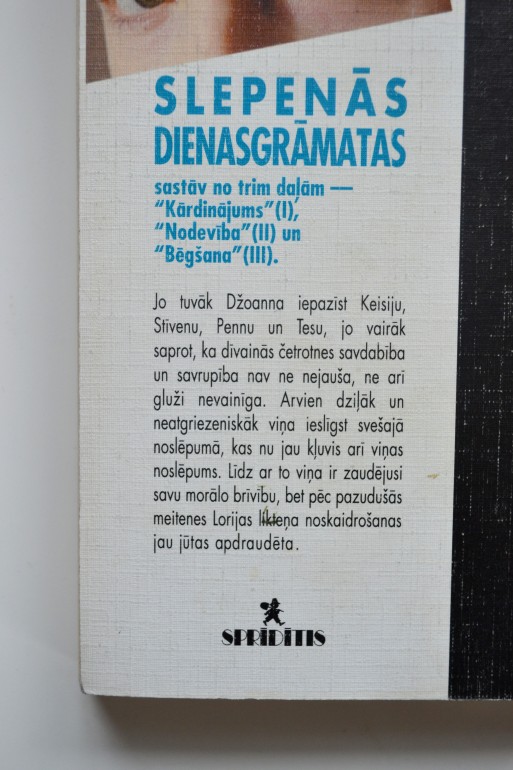 SLEPENĀS
DIENASGRĀMATAS
sastāv no trim daļām —
“Kārdinājums”(I),
“Nodevība”(II) un
“Bēgšana”(III).
Jo tuvāk Džoanna iepazīst Keisiju,
Stīvenu, Pennu un Tesu, jo vairāk
saprot, ka dīvainās četrotnes savdabība
un savrupība nav ne nejauša, ne arī
gluži nevainīga. Arvien dziļāk un
neatgriezeniskāk viņa ieslīgst svešajā
noslēpumā, kas nu jau kļuvis arī viņas
noslēpums. Līdz ar to viņa ir zaudējusi
savu morālo brīvību, bet pēc pazudušās
meitenes Lorijas likteņa noskaidrošanas
jau jūtas apdraudēta.
SPRĪDĪTIS